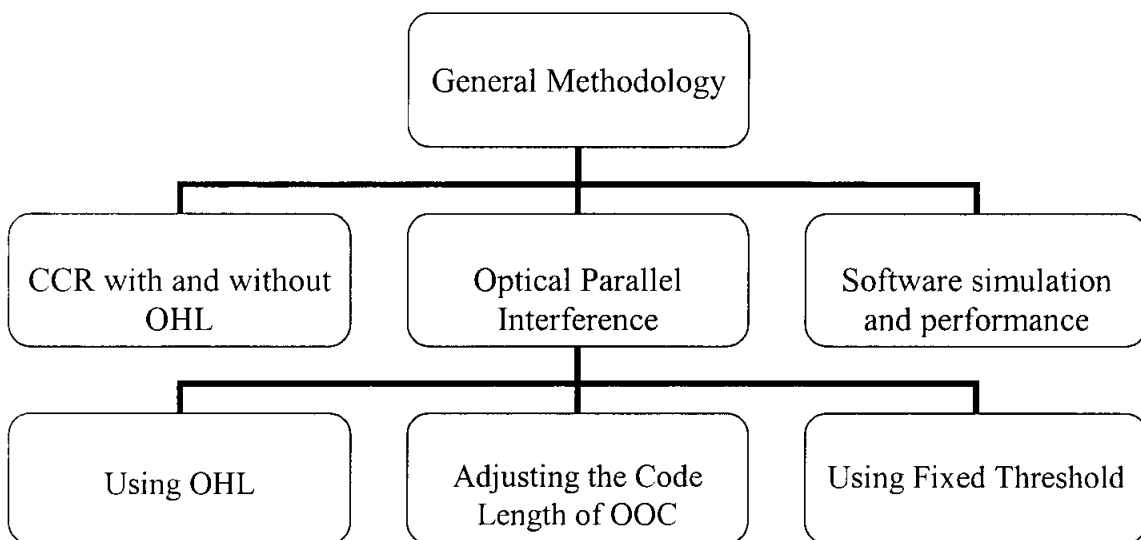 General Methodology
CCR with and without
OHL
Optical Parallel
Interference
Software simulation
and performance
Using OHL
Adjusting the Code
Length of OOC
Using Fixed Threshold